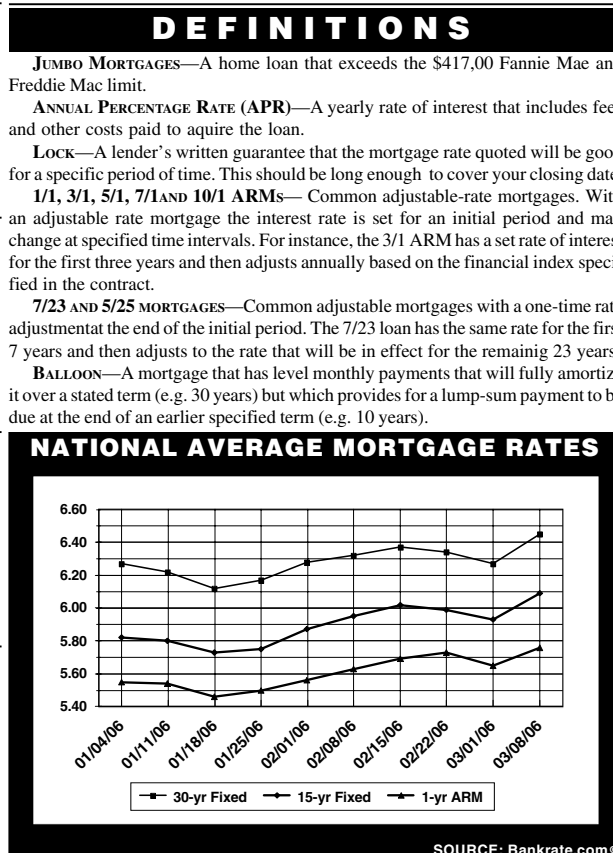 DEFINITIONS
JUMBO MORTGAGES—A home loan that exceeds the $417,00 Fannie Mae an
Freddie Mac limit.
ANNUAL PERCENTAGE RATE (APR)—A yearly rate of interest that includes fee
and other costs paid to aquire the loan.
LOCK—A lender's written guarantee that the mortgage rate quoted will be goo
for a specific period of time. This should be long enough to cover your closing date
1/1, 3/1, 5/1, 7/1AND 10/1 ARMS— Common adjustable-rate mortgages. Wit
an adjustable rate mortgage the interest rate is set for an initial period and ma
change at specified time intervals. For instance, the 3/1 ARM has a set rate of interes
for the first three years and then adjusts annually based on the financial index speci
fied in the contract.
7/23 AND 5/25 MORTGAGES—Common adjustable mortgages with a one-time rat
adjustmentat the end of the initial period. The 7/23 loan has the same rate for the firs
7 years and then adjusts to the rate that will be in effect for the remainig 23 years
BALLOON—A mortgage that has level monthly payments that will fully amortiz
it over a stated term (e.g. 30 years) but which provides for a lump-sum payment to b
due at the end of an earlier specified term (e.g. 10 years).
NATIONAL AVERAGE MORTGAGE RATES
6.60
6.40
6.20
6.00
5.80
5.60
5.40
01/04/06 01/11/06 01/18/06 01/25/06 02/01/06 02/08/06 02/15/06 02/22/06 03/01/06 03/08/06
30-yr Fixed 15-yr Fixed 1-yr ARM
SOURCE: Bankrate.com